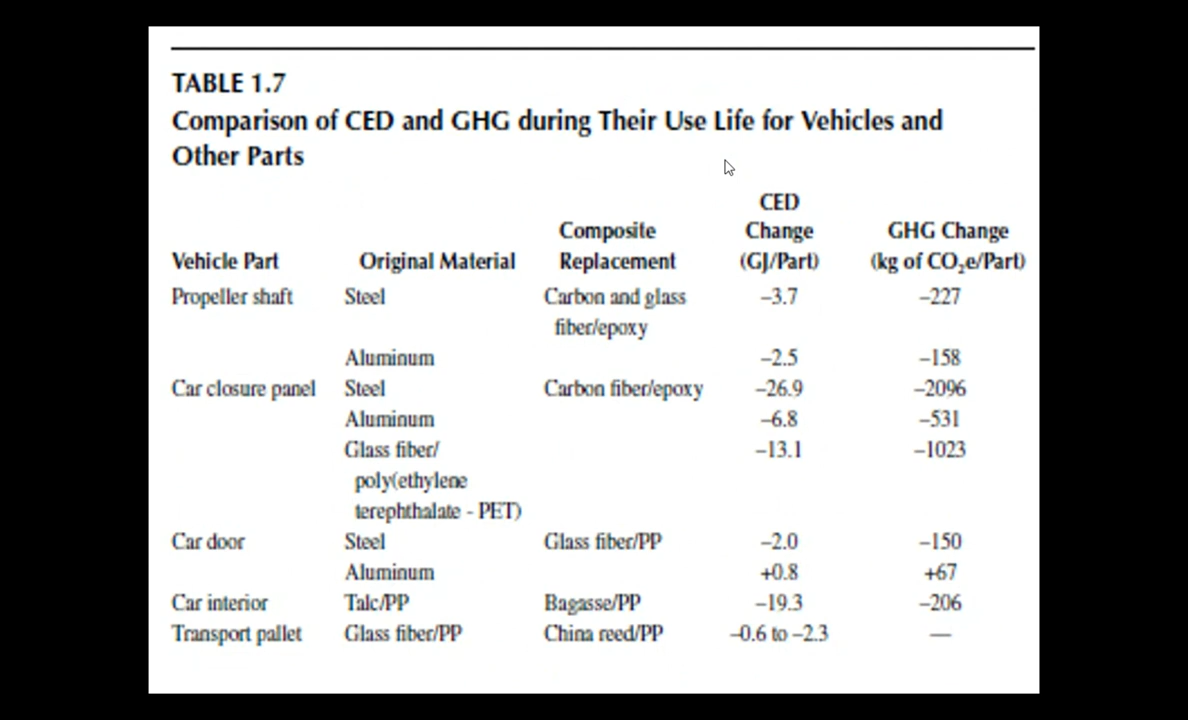 TABLE 1.7
Comparison of CED and GHG during Their Use Life for Vehicles and
Other Parts
CED
Composite Change GHG Change
Vehicle Part Original Material Replacement (GJ/Part) (kg of CO₂e/Part)
Propeller shaft Steel Carbon and glass –3.7 –227
fiber/epoxy
Aluminum –2.5 –158
Car closure panel Steel Carbon fiber/epoxy –26.9 –2096
Aluminum –6.8 –531
Glass fiber/ –13.1 –1023
poly(ethylene
terephthalate - PET)
Car door Steel Glass fiber/PP –2.0 –150
Aluminum +0.8 +67
Car interior Talc/PP Bagasse/PP –19.3 –206
Transport pallet Glass fiber/PP China reed/PP –0.6 to –2.3 —